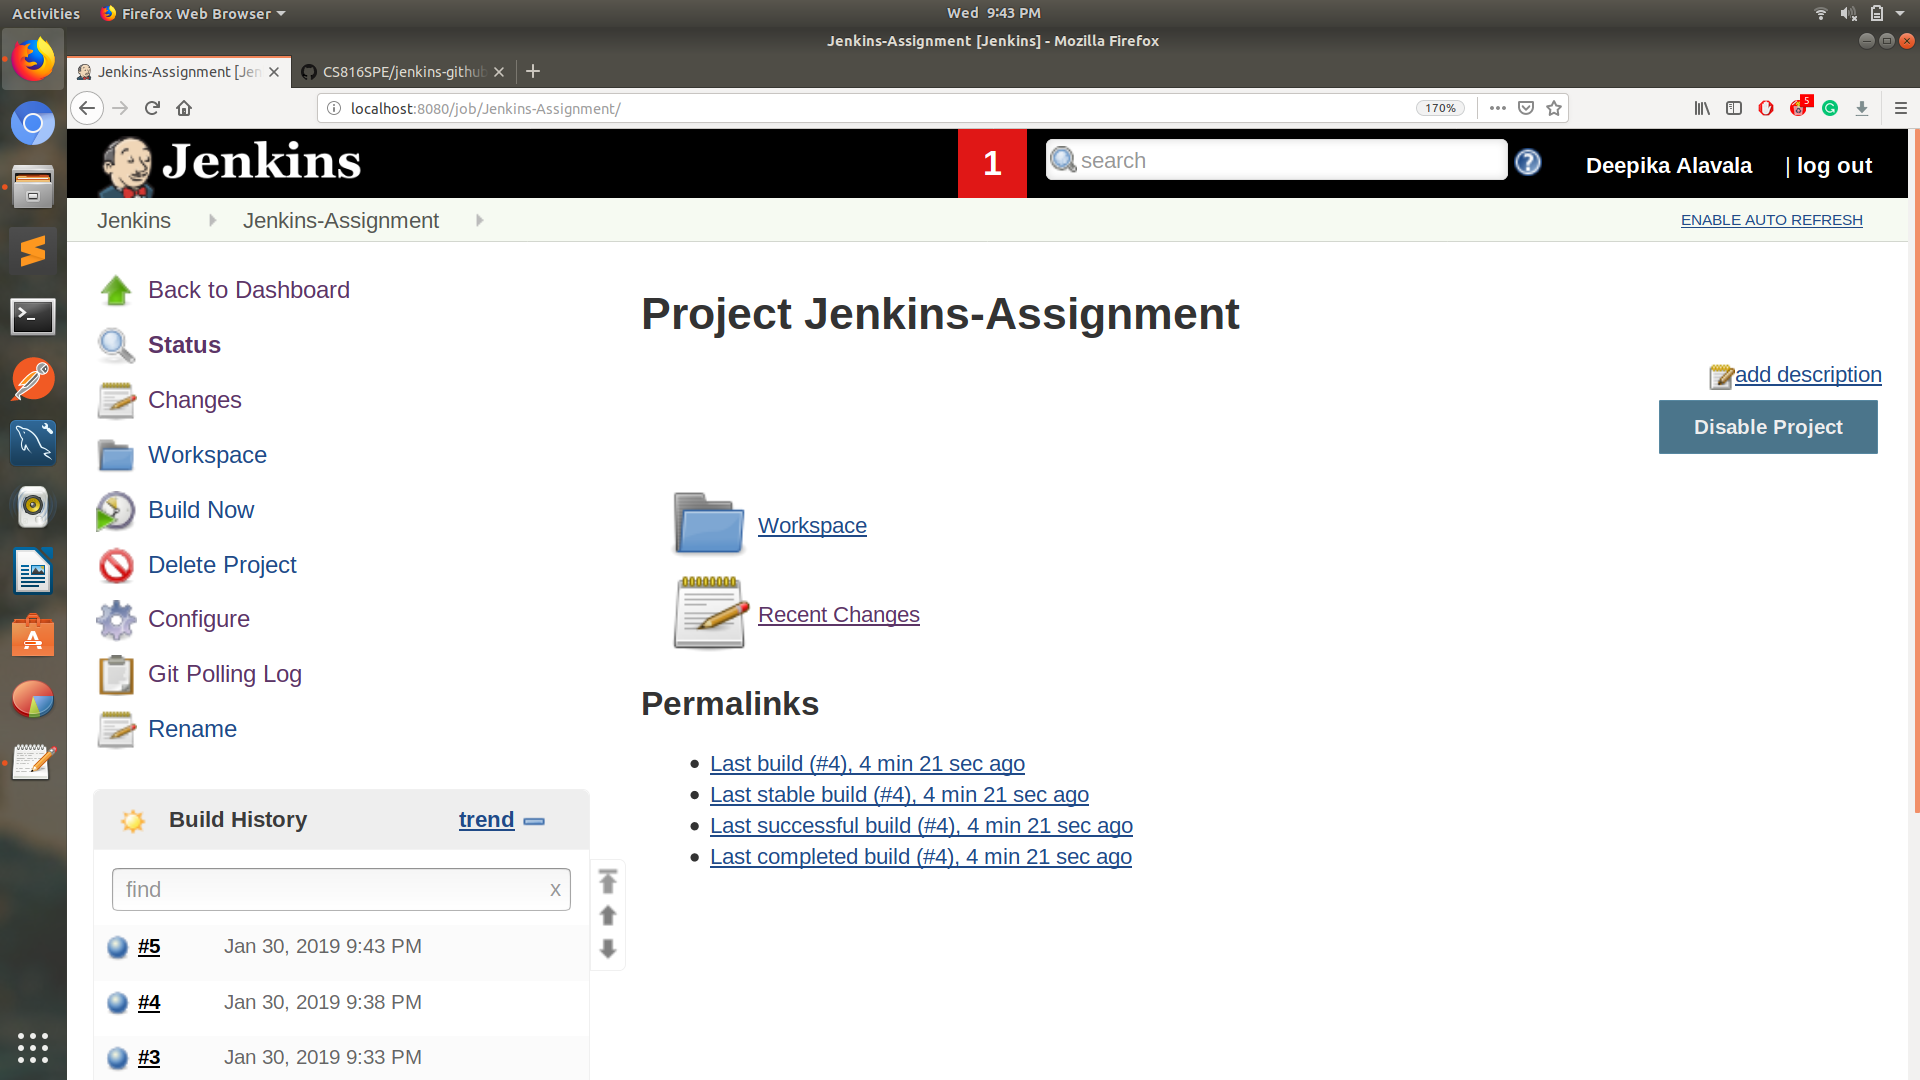 Activities
Firefox Web Browser
Wed 9:43 PM
Jenkins-Assignment [Jenkins] - Mozilla Firefox
Jenkins-Assignment [Jen
CS816SPE/jenkins-github
localhost:8080/job/Jenkins-Assignment/
170%
5
Jenkins
1
search
Deepika Alavala
| log out
Jenkins
Jenkins-Assignment
ENABLE AUTO REFRESH
Back to Dashboard
Status
Changes
Workspace
Build Now
Delete Project
Configure
Git Polling Log
Rename
Project Jenkins-Assignment
add description
Disable Project
Workspace
Recent Changes
Permalinks
Last build (#4), 4 min 21 sec ago
Last stable build (#4), 4 min 21 sec ago
Last successful build (#4), 4 min 21 sec ago
Last completed build (#4), 4 min 21 sec ago
Build History
trend
find
x
#5 Jan 30, 2019 9:43 PM
#4 Jan 30, 2019 9:38 PM
#3 Jan 30, 2019 9:33 PM